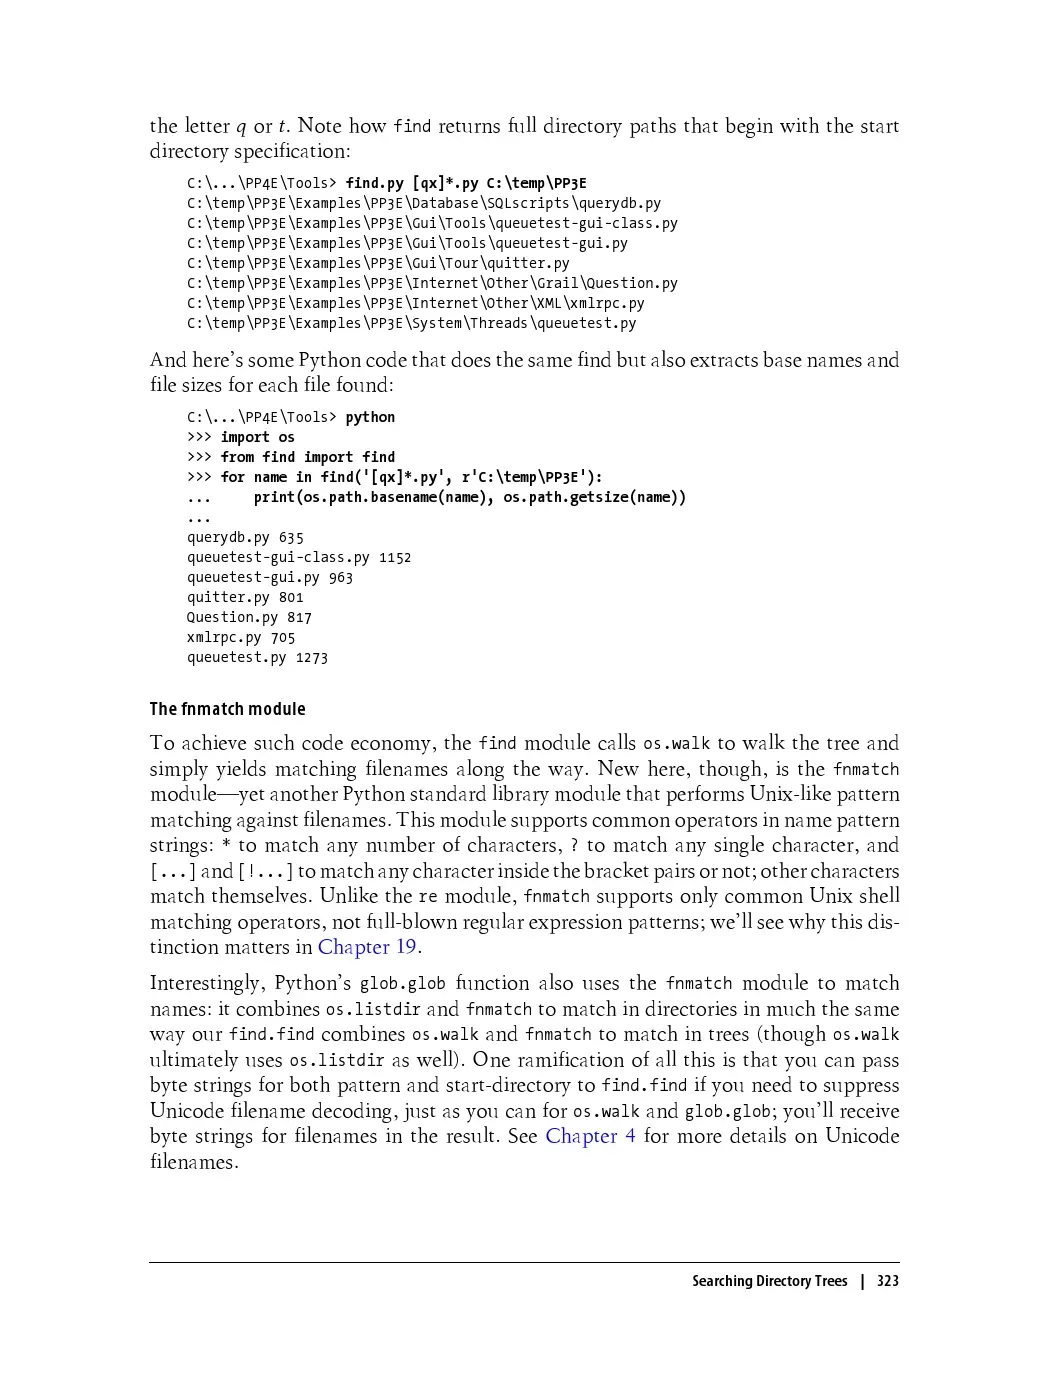 the letter q or t. Note how find returns full directory paths that begin with the start
directory specification:
C:\...\PP4E\Tools> find.py [qx]*.py C:\temp\PP3E
C:\temp\PP3E\Examples\PP3E\Database\SQLscripts\querydb.py
C:\temp\PP3E\Examples\PP3E\Gui\Tools\queuetest-gui-class.py
C:\temp\PP3E\Examples\PP3E\Gui\Tools\queuetest-gui.py
C:\temp\PP3E\Examples\PP3E\Gui\Tour\quitter.py
C:\temp\PP3E\Examples\PP3E\Internet\Other\Grail\Question.py
C:\temp\PP3E\Examples\PP3E\Internet\Other\XML\xmlrpc.py
C:\temp\PP3E\Examples\PP3E\System\Threads\queuetest.py
And here's some Python code that does the same find but also extracts base names and
file sizes for each file found:
C:\...\PP4E\Tools> python
>>> import os
>>> from find import find
>>> for name in find('[qx]*.py', r'C:\temp\PP3E'):
...     print(os.path.basename(name), os.path.getsize(name))
...
querydb.py 635
queuetest-gui-class.py 1152
queuetest-gui.py 963
quitter.py 801
Question.py 817
xmlrpc.py 705
queuetest.py 1273
The fnmatch module
To achieve such code economy, the find module calls os.walk to walk the tree and
simply yields matching filenames along the way. New here, though, is the fnmatch
module—yet another Python standard library module that performs Unix-like pattern
matching against filenames. This module supports common operators in name pattern
strings: * to match any number of characters, ? to match any single character, and
[...] and [!...] to match any character inside the bracket pairs or not; other characters
match themselves. Unlike the re module, fnmatch supports only common Unix shell
matching operators, not full-blown regular expression patterns; we'll see why this dis-
tinction matters in Chapter 19.
Interestingly, Python's glob.glob function also uses the fnmatch module to match
names: it combines os.listdir and fnmatch to match in directories in much the same
way our find.find combines os.walk and fnmatch to match in trees (though os.walk
ultimately uses os.listdir as well). One ramification of all this is that you can pass
byte strings for both pattern and start-directory to find.find if you need to suppress
Unicode filename decoding, just as you can for os.walk and glob.glob; you'll receive
byte strings for filenames in the result. See Chapter 4 for more details on Unicode
filenames.
Searching Directory Trees | 323